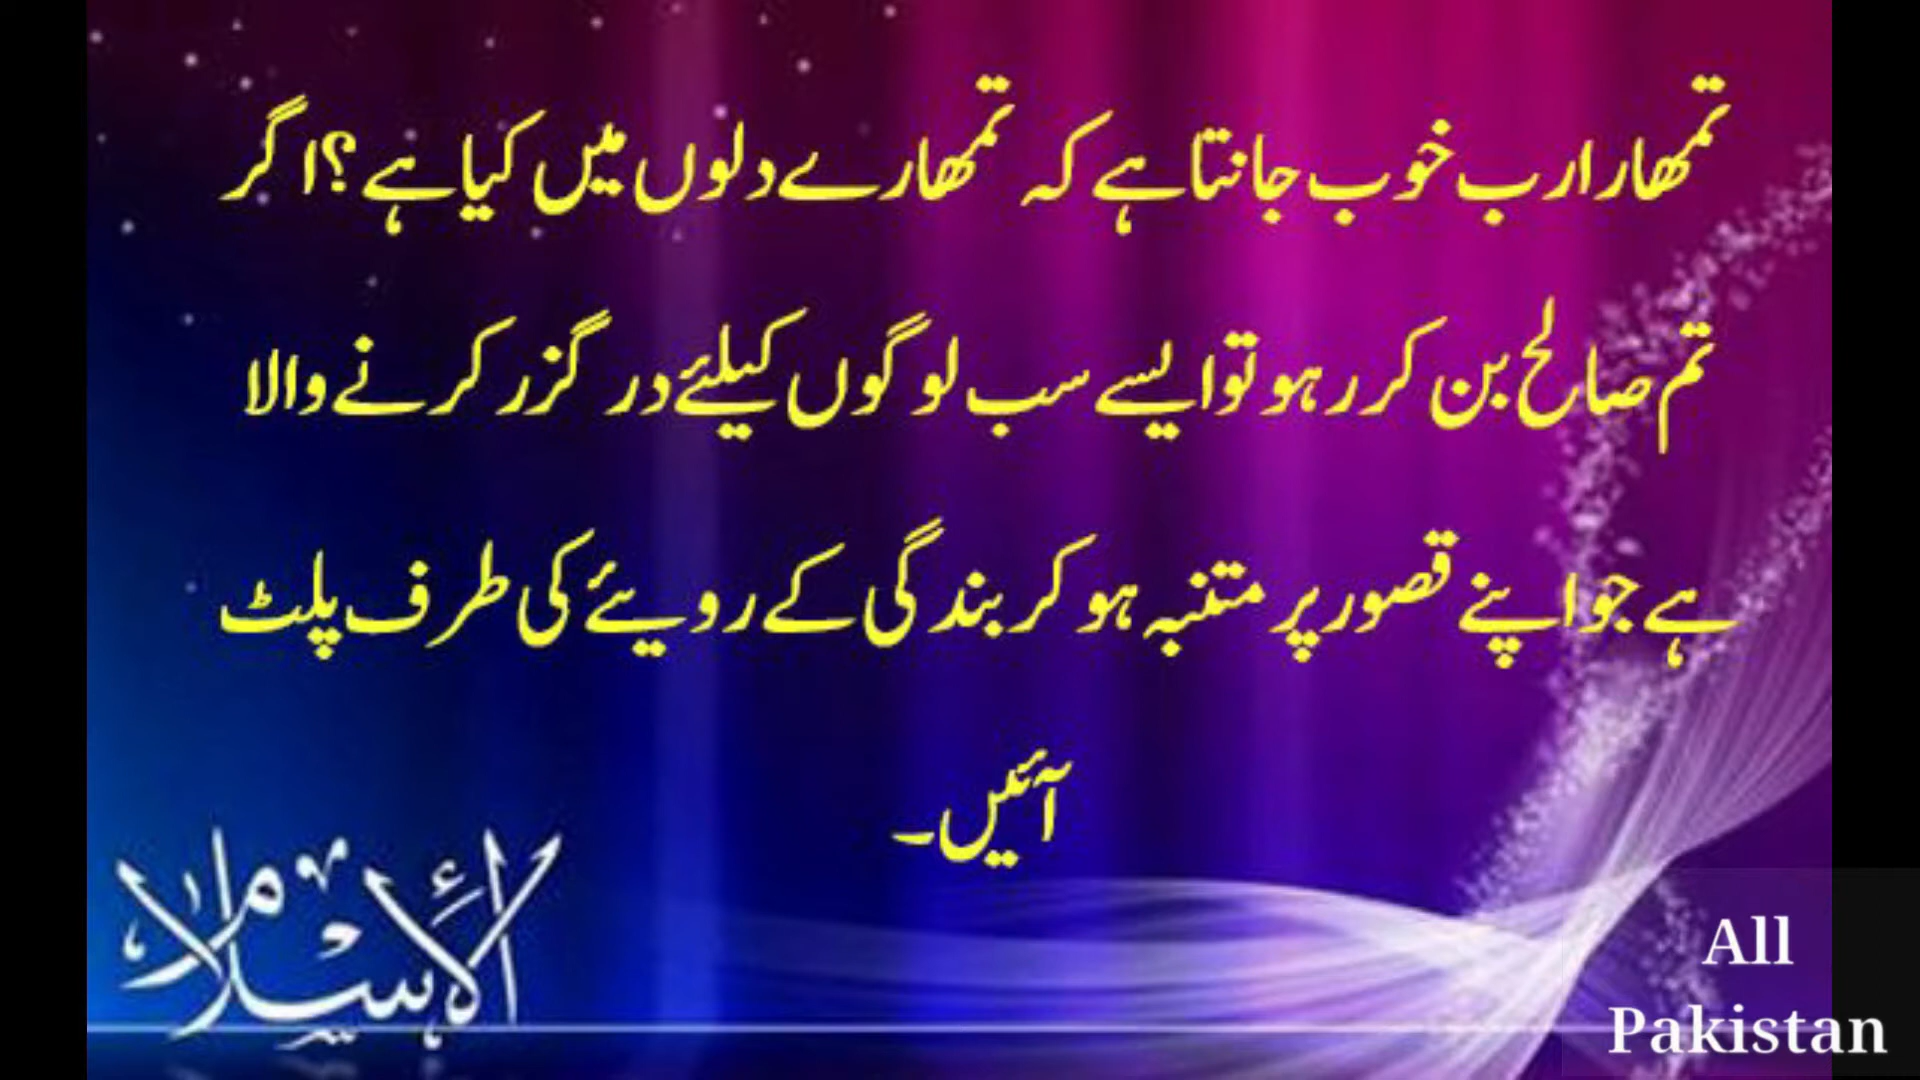 تمھارا رب خوب جانتا ہے کہ تمھارے دلوں میں کیا ہے؟ اگر
تم صالح بن کر رہو تو ایسے سب لوگوں کیلئے در گزر کرنے والا
ہے جو اپنے قصور پر متنبہ ہو کر بندگی کے رویئے کی طرف پلٹ
آئیں۔
الإسلام
All
Pakistan